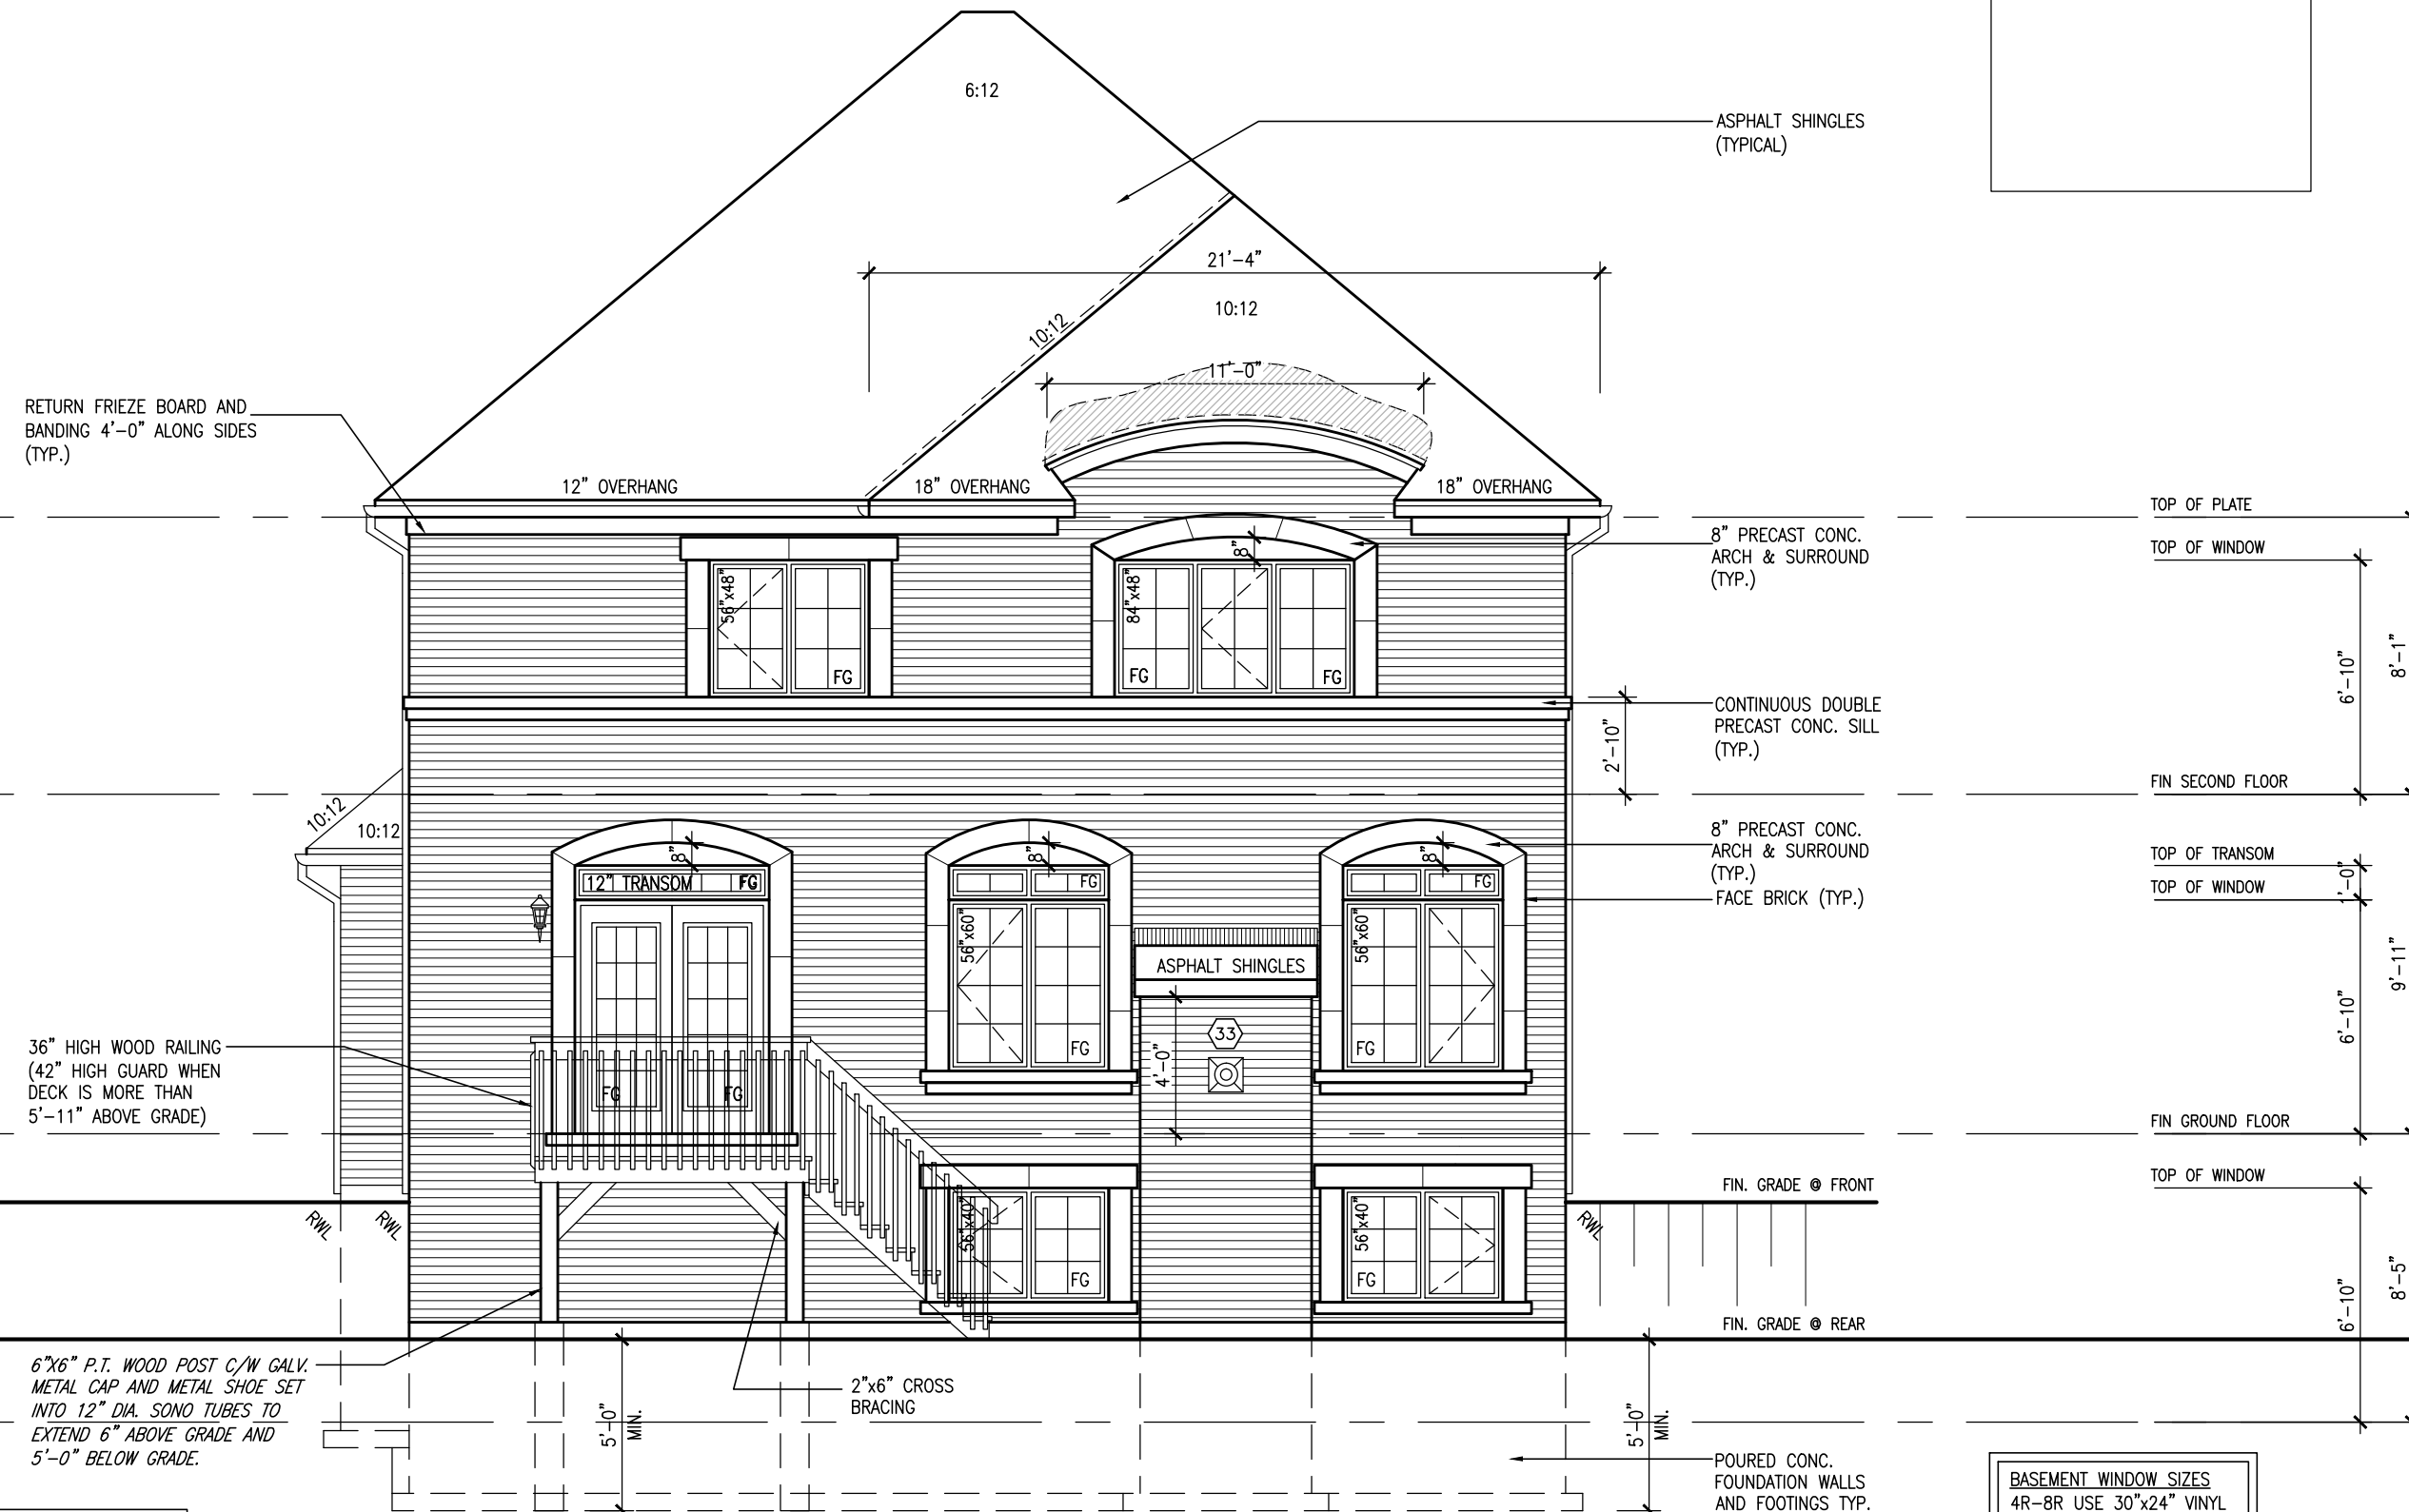 6:12
ASPHALT SHINGLES
(TYPICAL)
21'-4"
10:12
10:12
11'-0"
RETURN FRIEZE BOARD AND
BANDING 4'-0" ALONG SIDES
(TYP.)
12" OVERHANG
18" OVERHANG
18" OVERHANG
TOP OF PLATE
8" PRECAST CONC.
ARCH & SURROUND
(TYP.)
TOP OF WINDOW
8"
56"x48"
84"x48"
FG
FG
FG
6'-10"
8'-1"
CONTINUOUS DOUBLE
PRECAST CONC. SILL
(TYP.)
2'-10"
FIN SECOND FLOOR
10:12
10:12
8" PRECAST CONC.
ARCH & SURROUND
(TYP.)
FACE BRICK (TYP.)
8"
8"
8"
TOP OF TRANSOM
TOP OF WINDOW
1'-0"
12" TRANSOM
FG
FG
FG
56"x60"
56"x60"
ASPHALT SHINGLES
9'-11"
6'-10"
33
4'-0"
FG
FG
FG
FG
36" HIGH WOOD RAILING
(42" HIGH GUARD WHEN
DECK IS MORE THAN
5'-11" ABOVE GRADE)
FIN GROUND FLOOR
TOP OF WINDOW
FIN. GRADE @ FRONT
RWL
RWL
RWL
56"x40"
56"x40"
FG
FG
6'-10"
8'-5"
FIN. GRADE @ REAR
6"X6" P.T. WOOD POST C/W GALV.
METAL CAP AND METAL SHOE SET
INTO 12" DIA. SONO TUBES TO
EXTEND 6" ABOVE GRADE AND
5'-0" BELOW GRADE.
2"x6" CROSS
BRACING
5'-0"
MIN.
5'-0"
MIN.
POURED CONC.
FOUNDATION WALLS
AND FOOTINGS TYP.
BASEMENT WINDOW SIZES
4R-8R USE 30"x24" VINYL